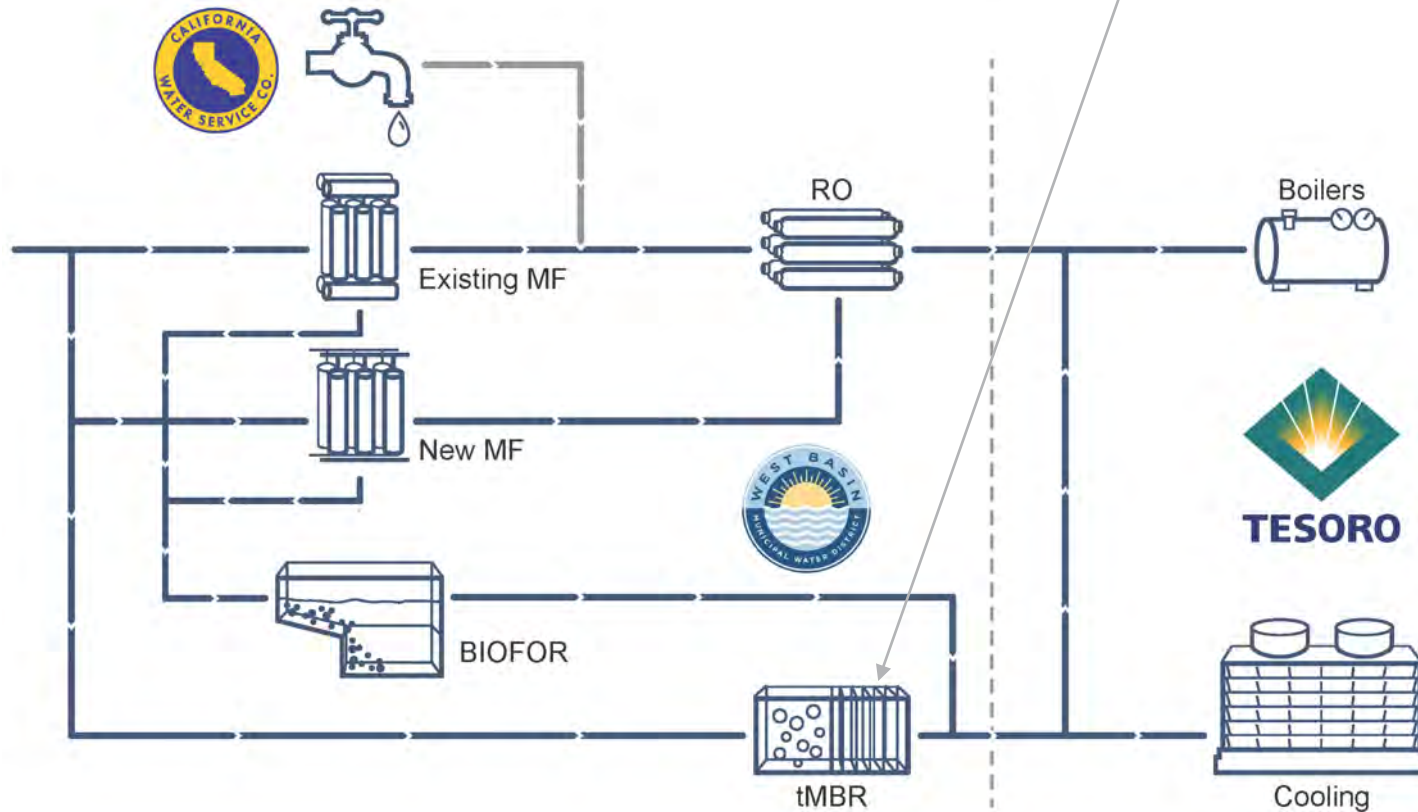 CALIFORNIA
WATER SERVICE CO.
RO
Boilers
Existing MF
New MF
WEST BASIN
MUNICIPAL WATER DISTRICT
TESORO
BIOFOR
tMBR
Cooling